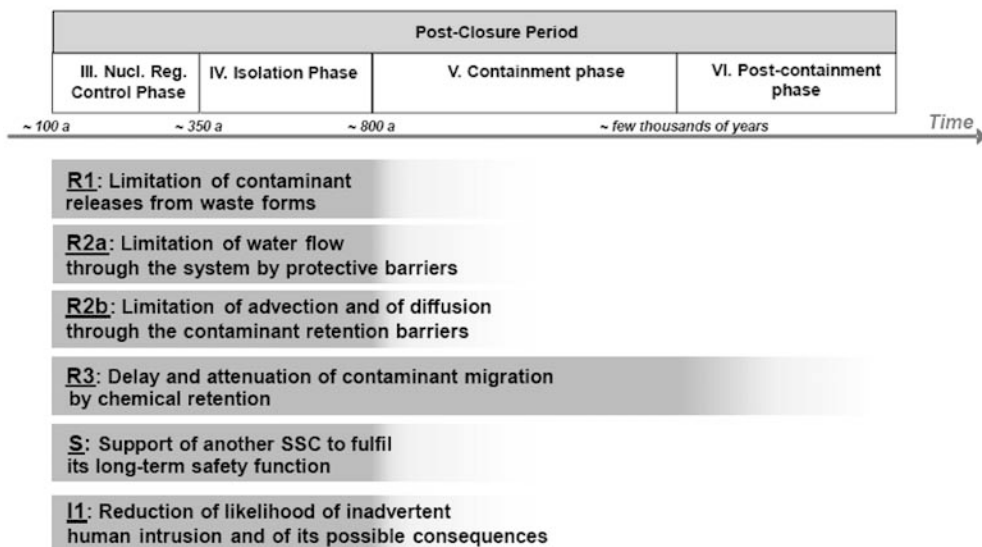 Post-Closure Period
III. Nucl. Reg.
Control Phase
IV. Isolation Phase
V. Containment phase
VI. Post-containment
phase
~ 100 a
~ 350 a
~ 800 a
~ few thousands of years
Time
R1: Limitation of contaminant
releases from waste forms
R2a: Limitation of water flow
through the system by protective barriers
R2b: Limitation of advection and of diffusion
through the contaminant retention barriers
R3: Delay and attenuation of contaminant migration
by chemical retention
S: Support of another SSC to fulfil
its long-term safety function
I1: Reduction of likelihood of inadvertent
human intrusion and of its possible consequences